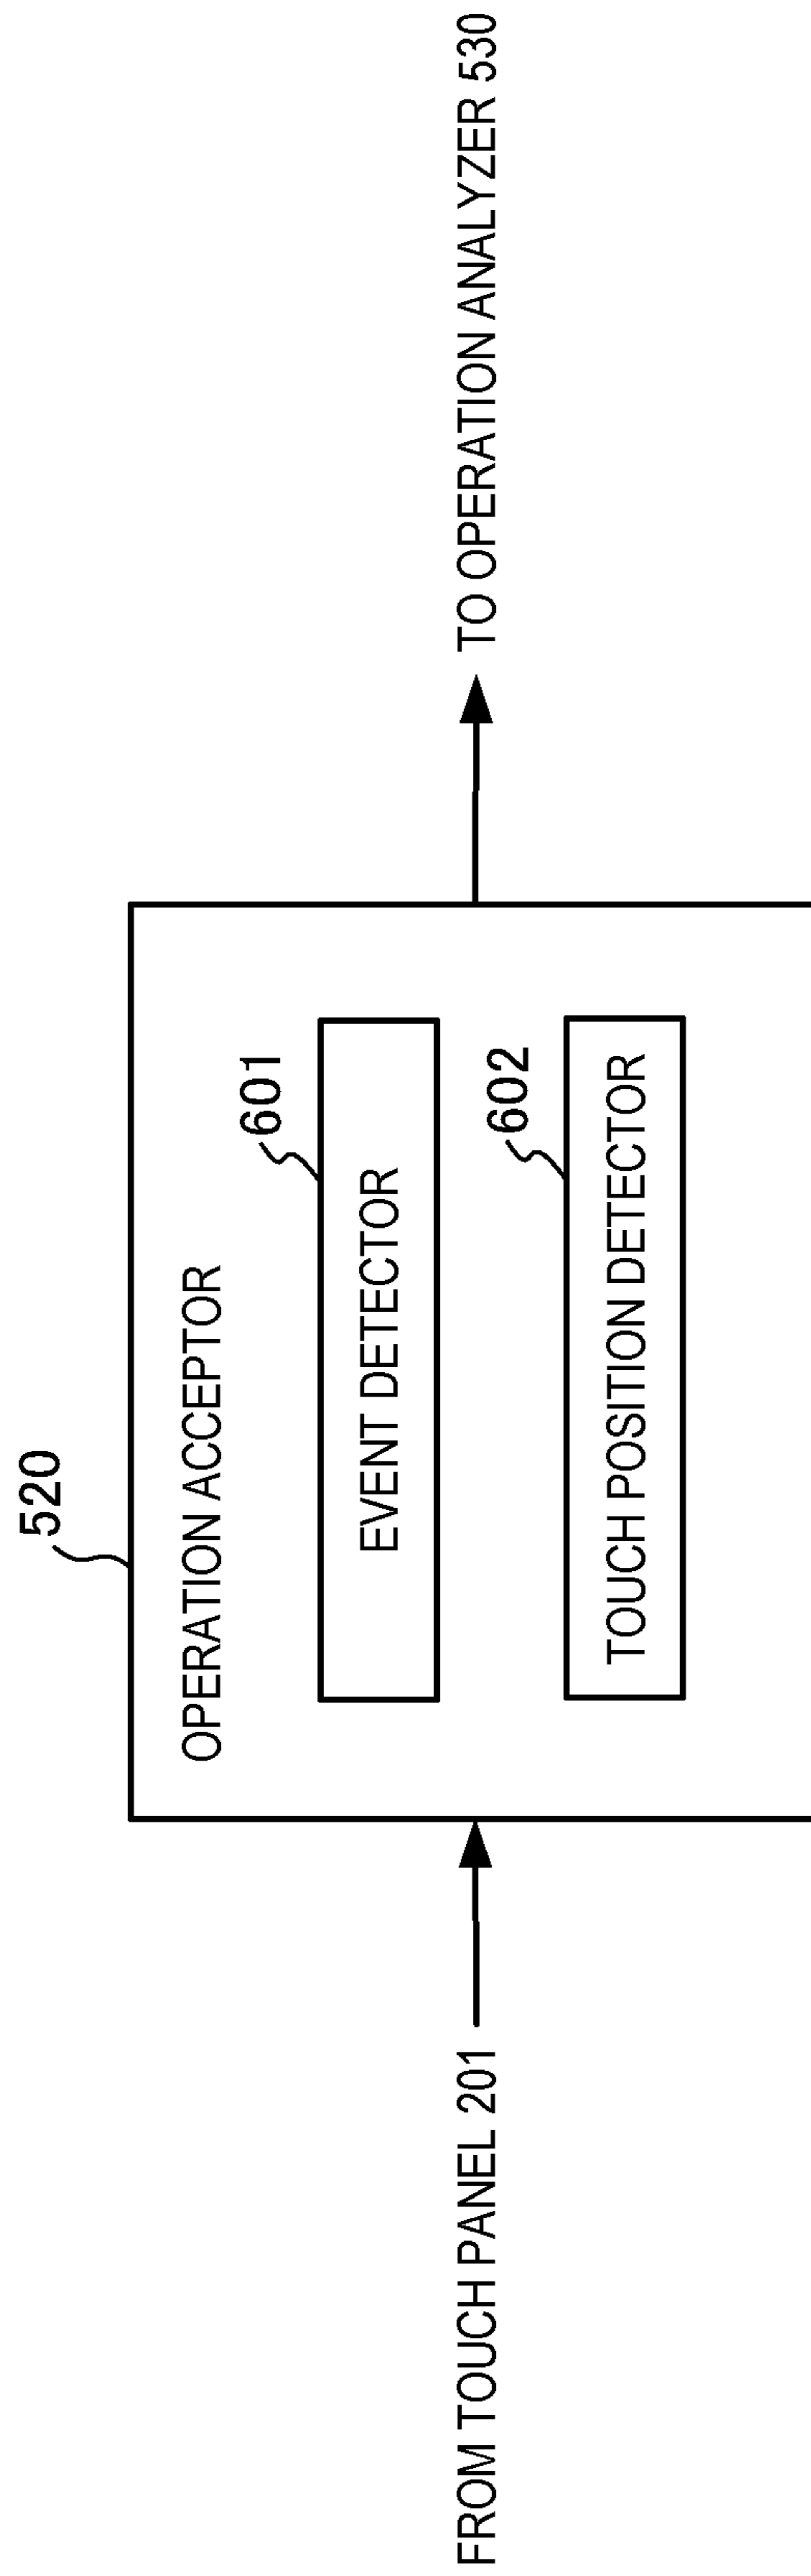 520
OPERATION ACCEPTOR
601
EVENT DETECTOR
FROM TOUCH PANEL 201
TO OPERATION ANALYZER 530
602
TOUCH POSITION DETECTOR